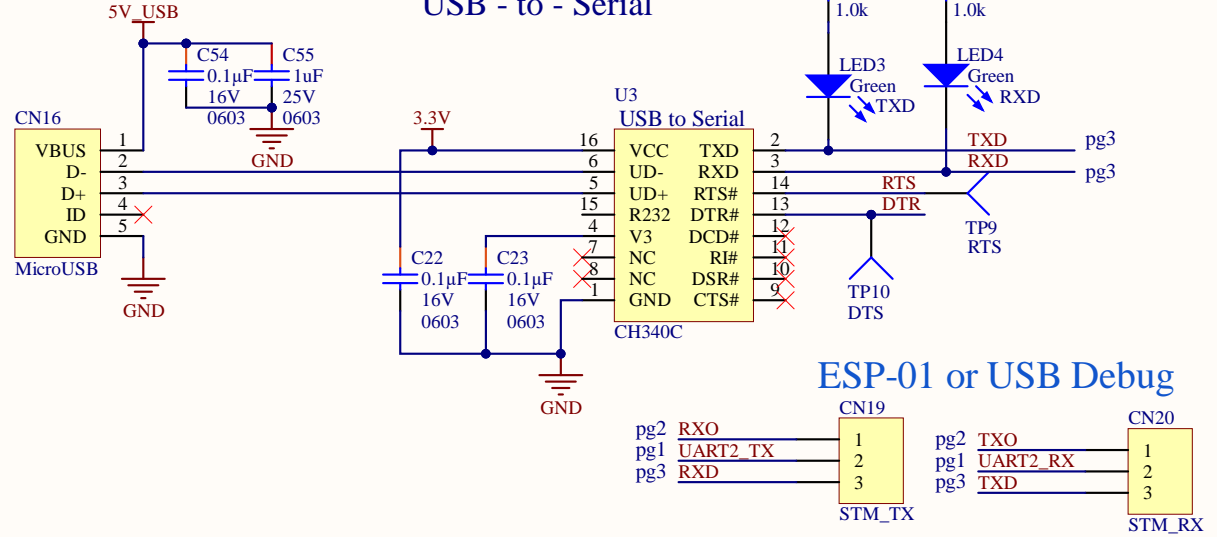 USB - to - Serial
5V_USB
1.0k
1.0k
C54
0.1µF
16V
0603
C55
1uF
25V
0603
GND
LED3
Green
TXD
LED4
Green
RXD
CN16
VBUS 1
D- 2
D+ 3
ID 4
GND 5
MicroUSB
GND
3.3V
U3
USB to Serial
16 VCC TXD 2
6 UD- RXD 3
5 UD+ RTS# 14
15 R232 DTR# 13
4 V3 DCD# 12
7 NC RI# 11
8 NC DSR# 10
1 GND CTS# 9
CH340C
TXD pg3
RXD pg3
RTS
DTR
TP9
RTS
TP10
DTS
C22
0.1µF
16V
0603
C23
0.1µF
16V
0603
GND
ESP-01 or USB Debug
CN19
pg2 RXO 1
pg1 UART2_TX 2
pg3 RXD 3
STM_TX
CN20
pg2 TXO 1
pg1 UART2_RX 2
pg3 TXD 3
STM_RX